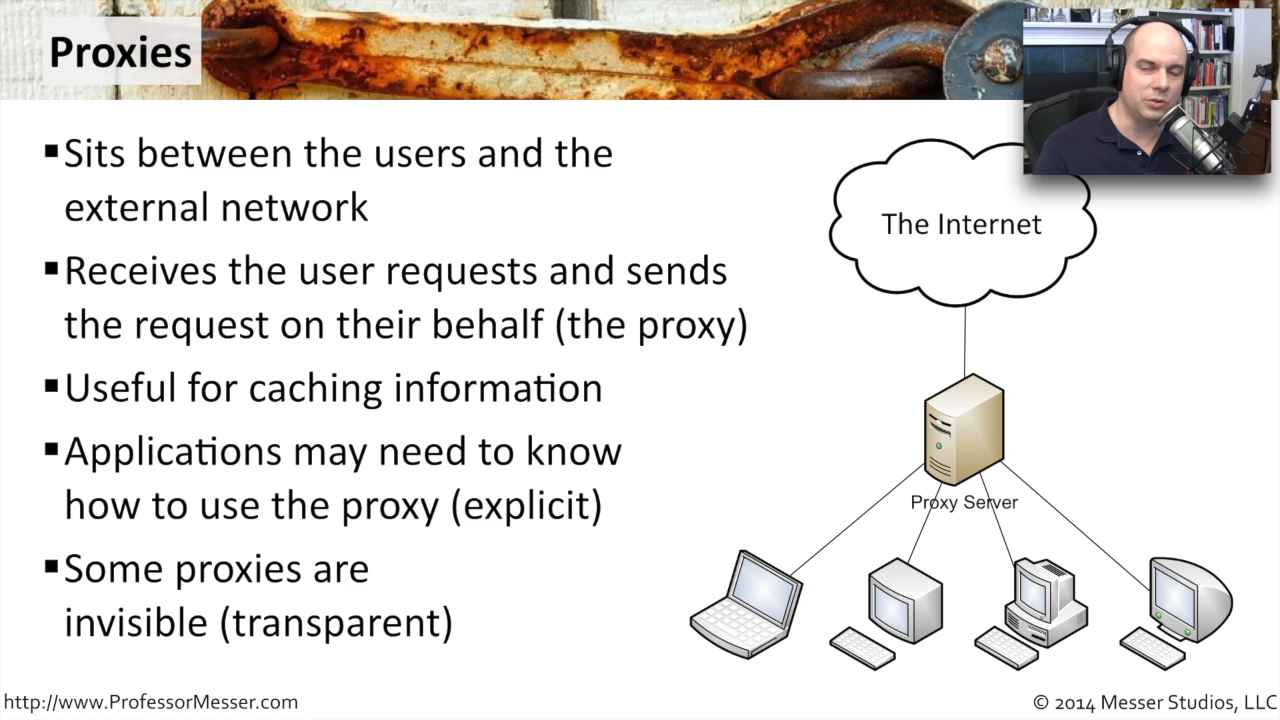 Proxies
▪Sits between the users and the
external network
▪Receives the user requests and sends
the request on their behalf (the proxy)
▪Useful for caching information
▪Applications may need to know
how to use the proxy (explicit)
▪Some proxies are
invisible (transparent)
The Internet
Proxy Server
http://www.ProfessorMesser.com
© 2014 Messer Studios, LLC